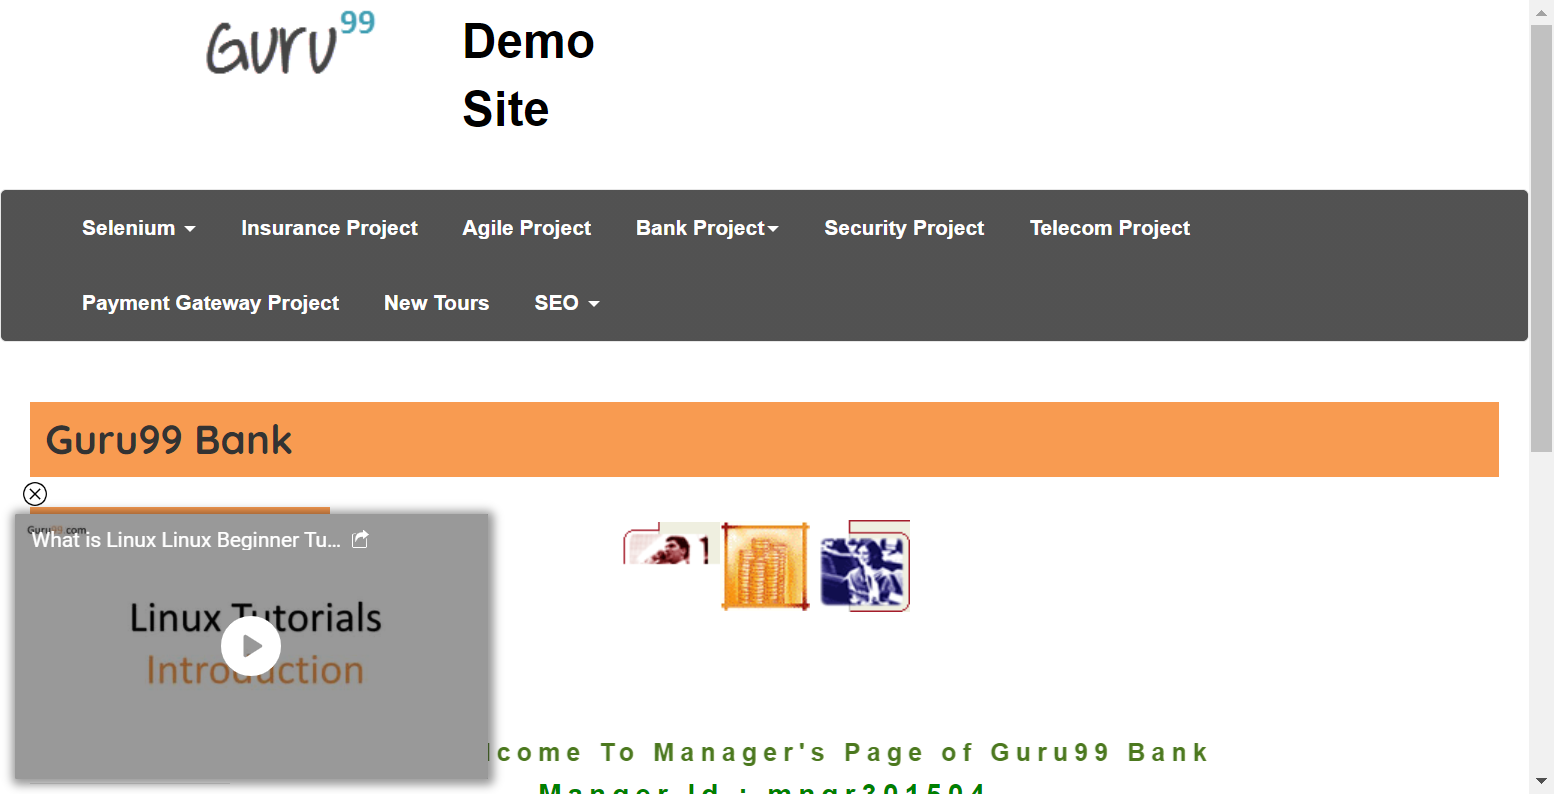 Guru99
Demo
Site
Selenium
Insurance Project
Agile Project
Bank Project
Security Project
Telecom Project
Payment Gateway Project
New Tours
SEO
Guru99 Bank
Guru99.com
What is Linux Linux Beginner Tu...
Linux Tutorials
Introduction
1
lcome To Manager's Page of Guru99 Bank
Manger Id : mngr301504